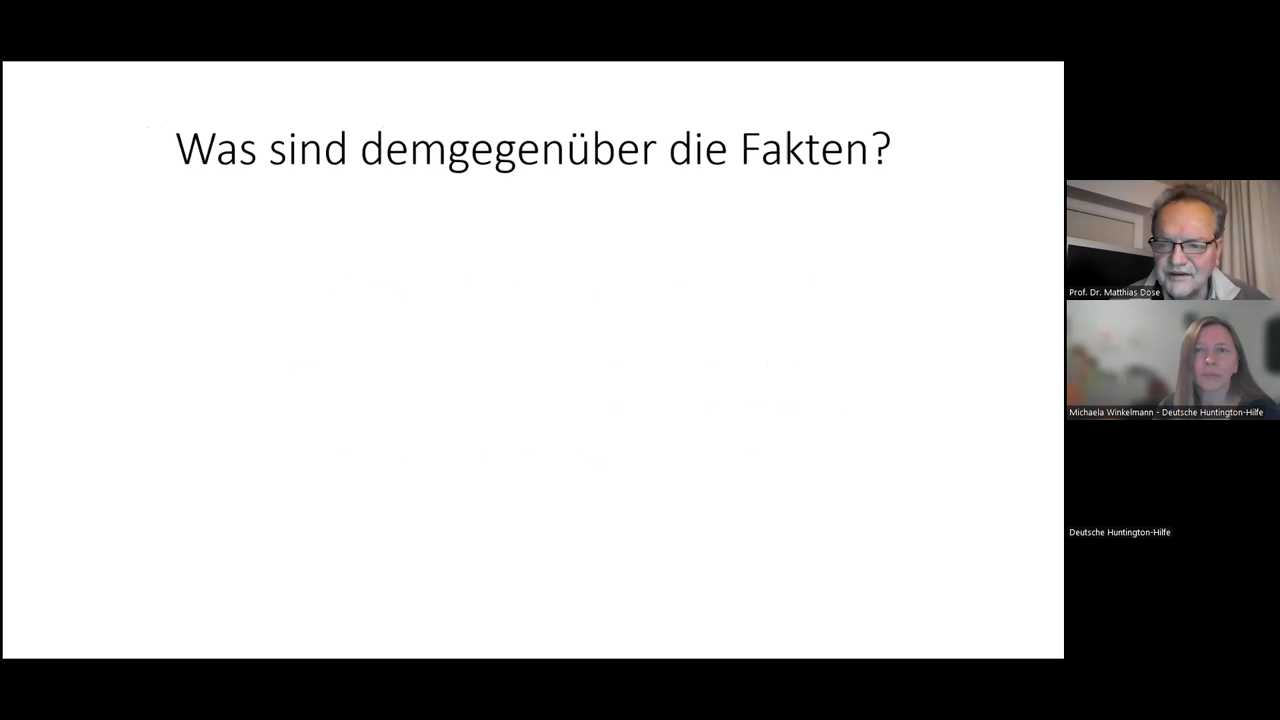 Was sind demgegenüber die Fakten?
Prof. Dr. Matthias Dose
Michaela Winkelmann - Deutsche Huntington-Hilfe
Deutsche Huntington-Hilfe